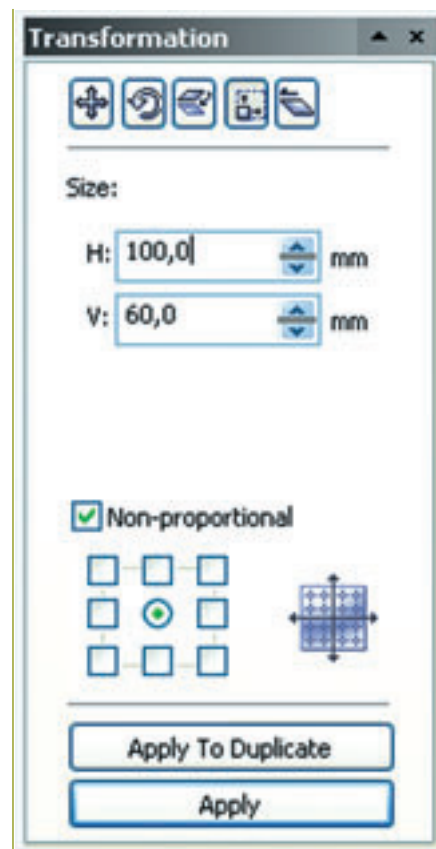 Transformation
Size:
H: 100,0 mm
V: 60,0 mm
Non-proportional
Apply To Duplicate
Apply